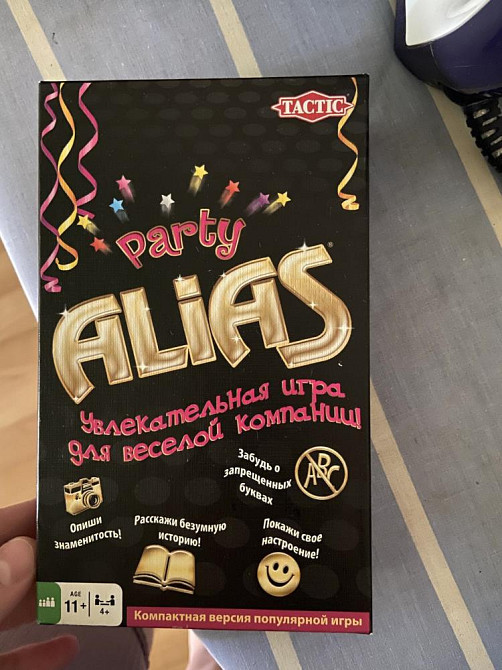 TACTIC
Party
ALIAS®
Увлекательная игра
для веселой компании!
Забудь о
запрещенных
буквах
ABC
Опиши
знаменитость!
Расскажи безумную
историю!
Покажи свое
настроение!
AGE
11+
4+
Компактная версия популярной игры